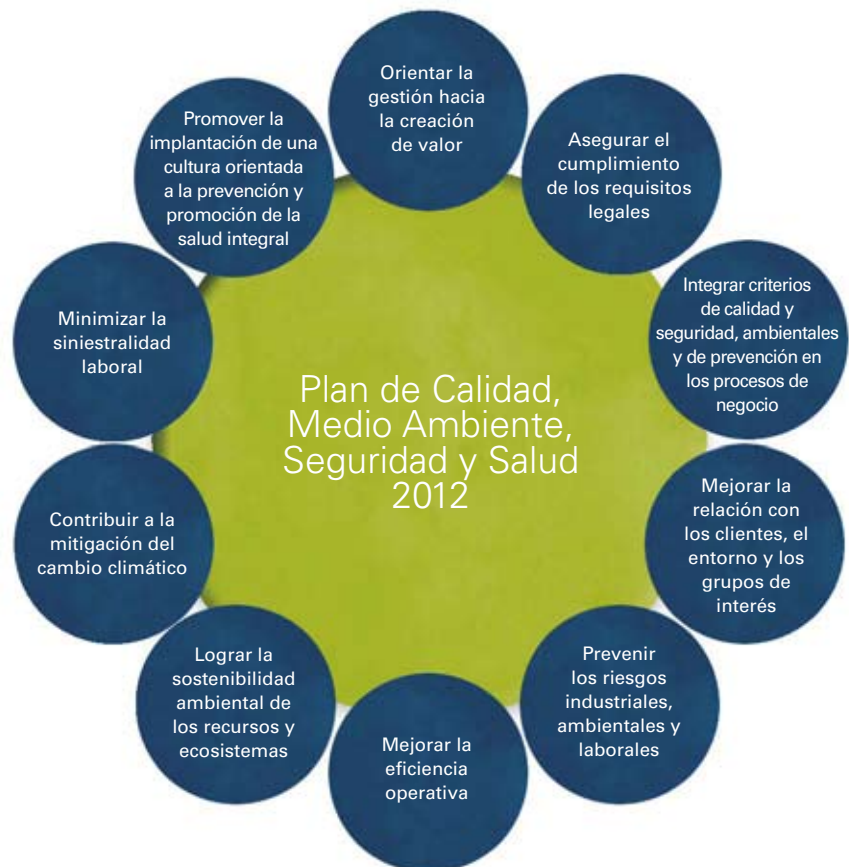 Orientar la
gestión hacia
la creación
de valor
Asegurar el
cumplimiento
de los requisitos
legales
Integrar criterios
de calidad y
seguridad, ambientales
y de prevención en
los procesos de
negocio
Mejorar la
relación con
los clientes, el
entorno y los
grupos de
interés
Prevenir
los riesgos
industriales,
ambientales y
laborales
Mejorar la
eficiencia
operativa
Lograr la
sostenibilidad
ambiental de
los recursos y
ecosistemas
Contribuir a la
mitigación del
cambio climático
Minimizar la
siniestralidad
laboral
Promover la
implantación de una
cultura orientada
a la prevención y
promoción de la
salud integral
Plan de Calidad,
Medio Ambiente,
Seguridad y Salud
2012